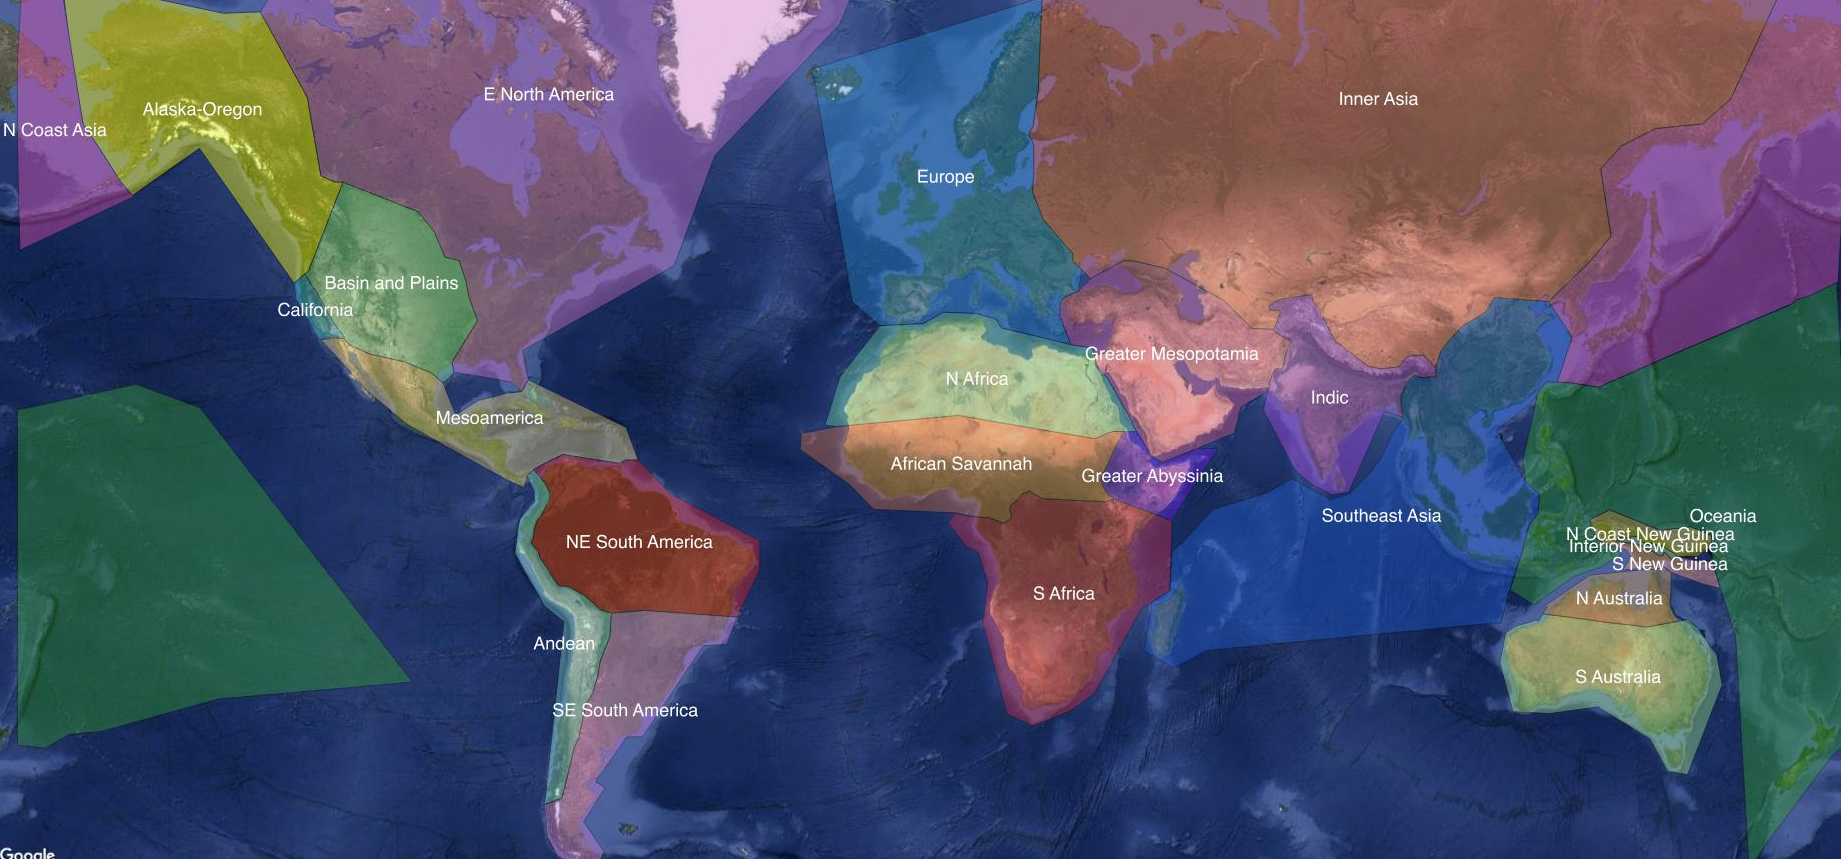 E North America
Inner Asia
Alaska-Oregon
N Coast Asia
Europe
Basin and Plains
California
Greater Mesopotamia
N Africa
Indic
Mesoamerica
African Savannah
Greater Abyssinia
Southeast Asia
Oceania
N Coast New Guinea
NE South America
Interior New Guinea
S New Guinea
S Africa
N Australia
Andean
S Australia
SE South America
Google